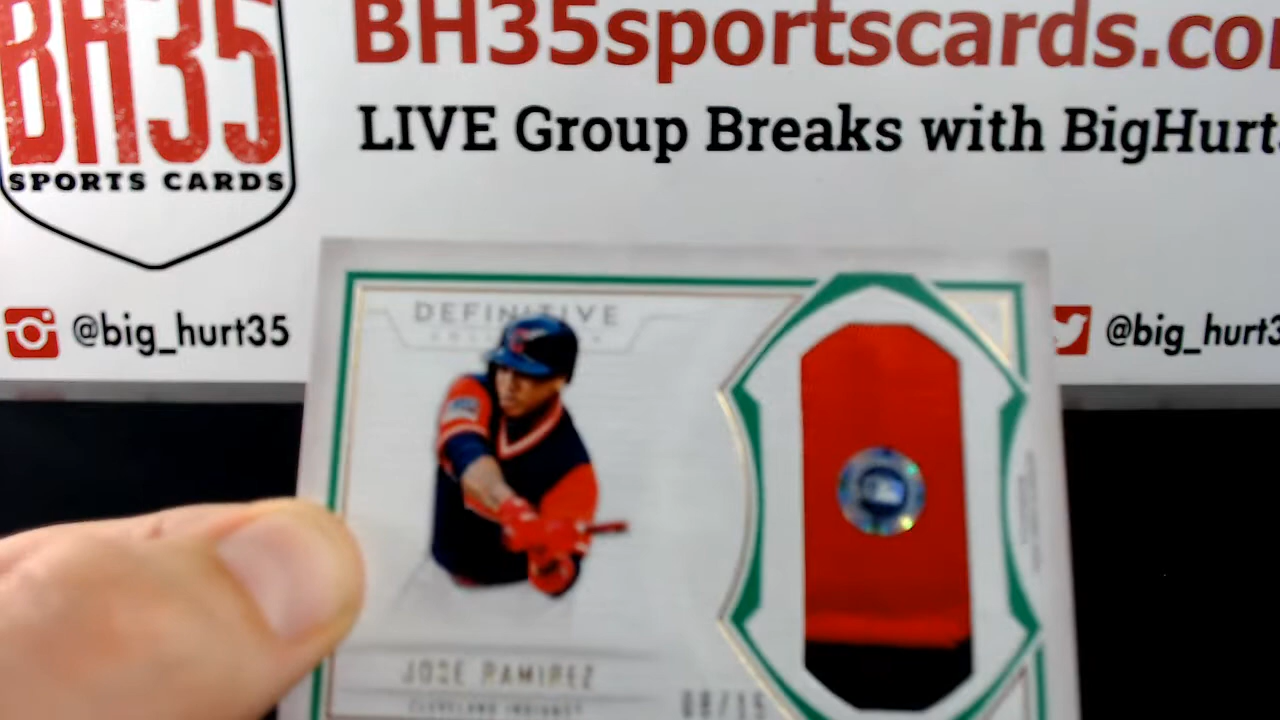 BH35
SPORTS CARDS
BH35sportscards.co
LIVE Group Breaks with BigHurt
@big_hurt35
@big_hurt3
DEFINITIVE
JOSE RAMIREZ
CLEVELAND INDIANS
08/15